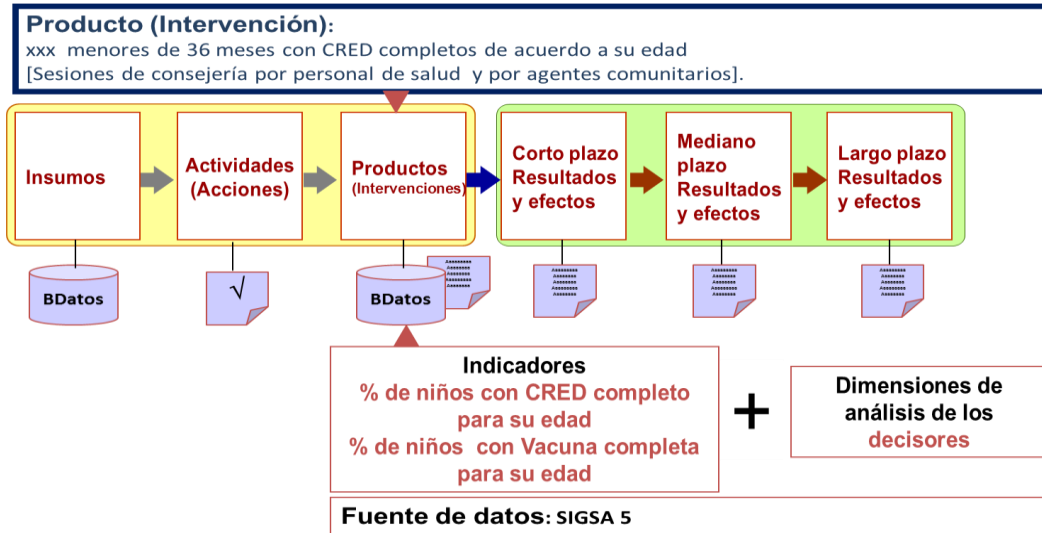 Producto (Intervención):
xxx menores de 36 meses con CRED completos de acuerdo a su edad
[Sesiones de consejería por personal de salud y por agentes comunitarios].
Insumos
Actividades
(Acciones)
Productos
(Intervenciones)
Corto plazo
Resultados
y efectos
Mediano
plazo
Resultados
y efectos
Largo plazo
Resultados
y efectos
BDatos
√
BDatos
Indicadores
% de niños con CRED completo
para su edad
% de niños con Vacuna completa
para su edad
+
Dimensiones de
análisis de los
decisores
Fuente de datos: SIGSA 5